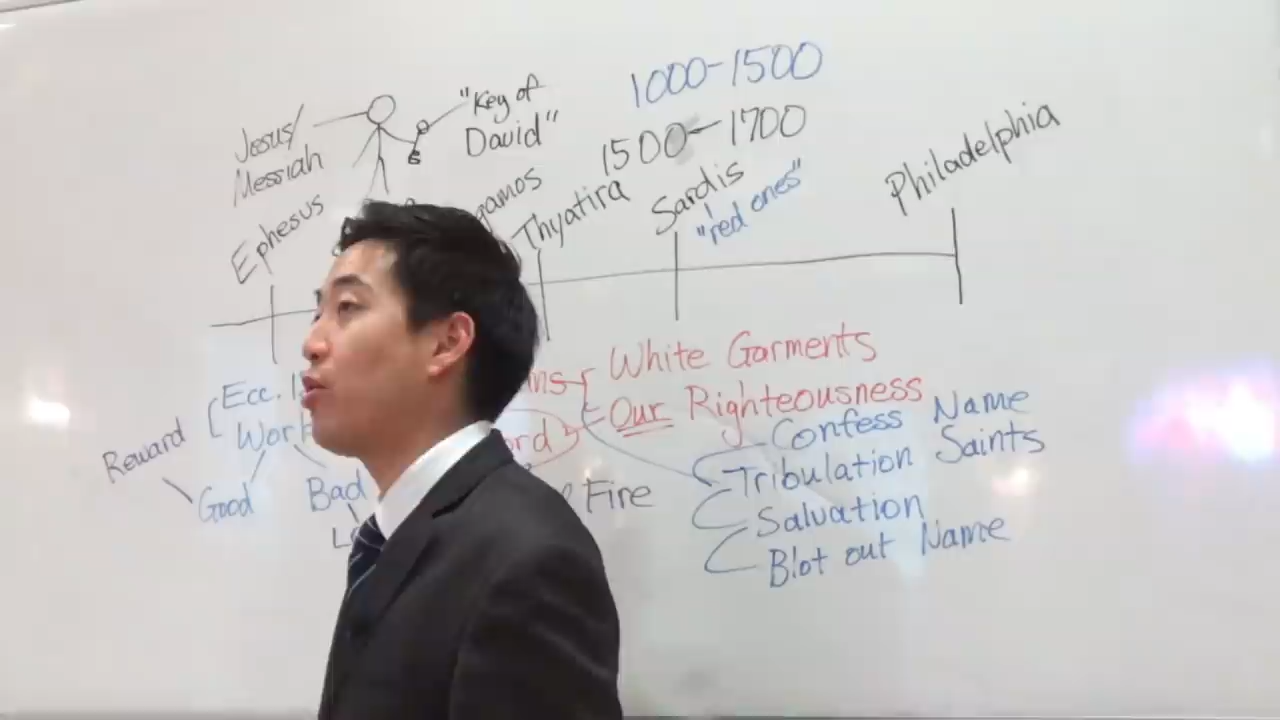 1000-1500
"Key of
David"
Jesus/
Messiah
1500-1700
Ephesus
Thyatira
Sardis
"red ones"
Philadelphia
White Garments
Our Righteousness
Ecc.
Reward
Good
Bad
Fire
Confess Name
Tribulation Saints
Salvation
Blot out Name